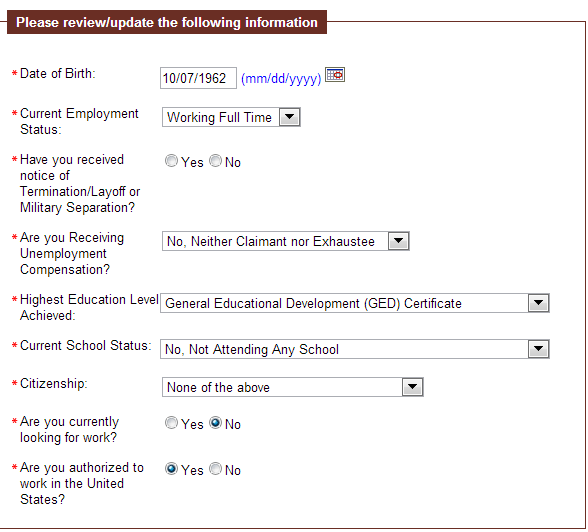 Please review/update the following information
* Date of Birth: 10/07/1962 (mm/dd/yyyy)
* Current Employment
Status: Working Full Time
* Have you received
notice of
Termination/Layoff or
Military Separation? Yes No
* Are you Receiving
Unemployment
Compensation? No, Neither Claimant nor Exhaustee
* Highest Education Level
Achieved: General Educational Development (GED) Certificate
* Current School Status: No, Not Attending Any School
* Citizenship: None of the above
* Are you currently
looking for work? Yes No
* Are you authorized to
work in the United
States? Yes No